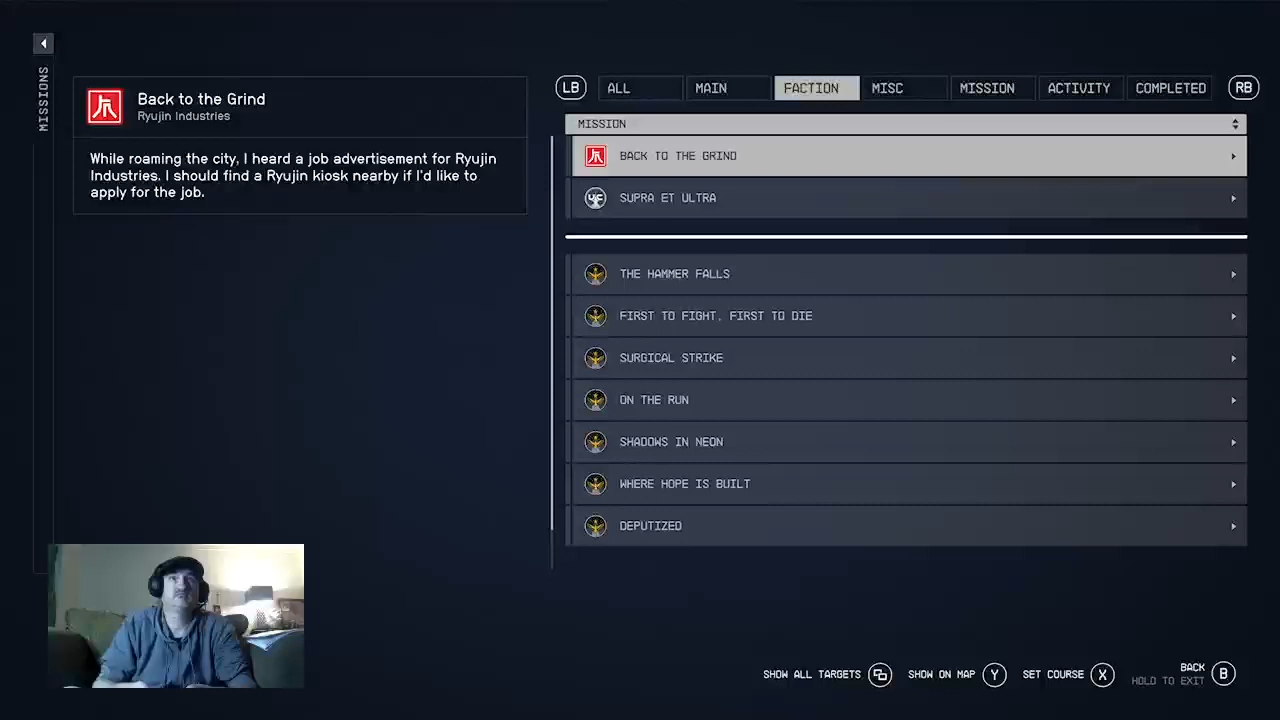 MISSIONS
Back to the Grind
Ryujin Industries
While roaming the city, I heard a job advertisement for Ryujin
Industries. I should find a Ryujin kiosk nearby if I'd like to
apply for the job.
LB ALL MAIN FACTION MISC MISSION ACTIVITY COMPLETED RB
MISSION
BACK TO THE GRIND
SUPRA ET ULTRA
THE HAMMER FALLS
FIRST TO FIGHT, FIRST TO DIE
SURGICAL STRIKE
ON THE RUN
SHADOWS IN NEON
WHERE HOPE IS BUILT
DEPUTIZED
SHOW ALL TARGETS SHOW ON MAP Y SET COURSE X BACK B
HOLD TO EXIT